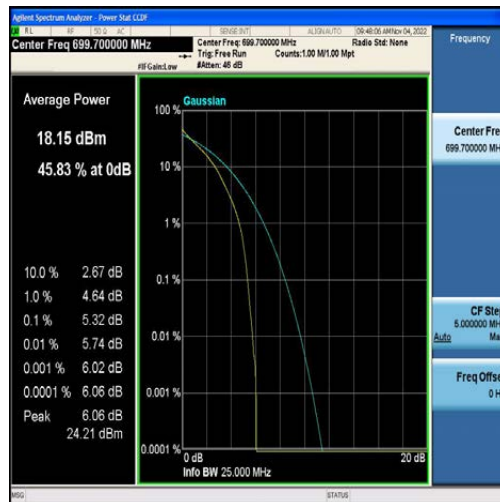 Agilent Spectrum Analyzer - Power Stat CCDF
RL RF 50 Ω AC SENSE:INT ALIGNAUTO 09:48:06 AM Nov 04, 2022
Center Freq 699.700000 MHz
Center Freq: 699.700000 MHz Radio Std: None
Trig: Free Run Counts:1.00 M/1.00 Mpt
#IFGain:Low #Atten: 46 dB
Frequency
Average Power
18.15 dBm
45.83 % at 0dB
10.0 % 2.67 dB
1.0 % 4.64 dB
0.1 % 5.32 dB
0.01 % 5.74 dB
0.001 % 6.02 dB
0.0001 % 6.06 dB
Peak 6.06 dB
24.21 dBm
Gaussian
100 %
10 %
1 %
0.1 %
0.01 %
0.001 %
0.0001 %
0 dB 20 dB
Info BW 25.000 MHz
Center Fre
699.700000 MH
CF Ste
5.000000 MH
Auto Ma
Freq Offse
0 H
MSG STATUS